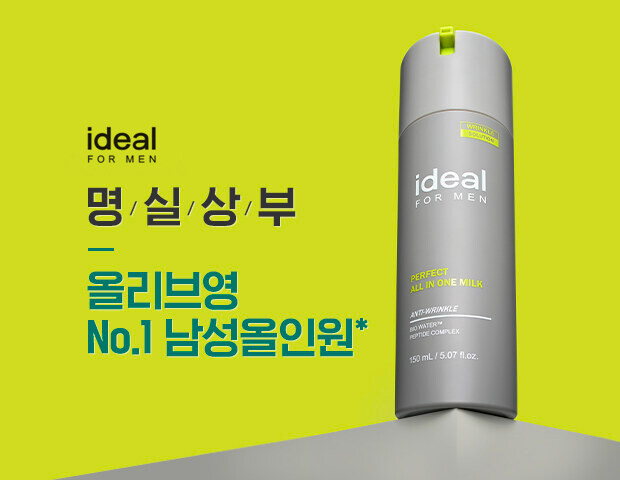 ideal
FOR MEN
명/실/상/부
올리브영
No.1 남성올인원*
WRINKLE
SOLUTION
ideal
FOR MEN
PERFECT
ALL IN ONE MILK
ANTI-WRINKLE
BIO WATER™
PEPTIDE COMPLEX
150 mL / 5.07 fl.oz.